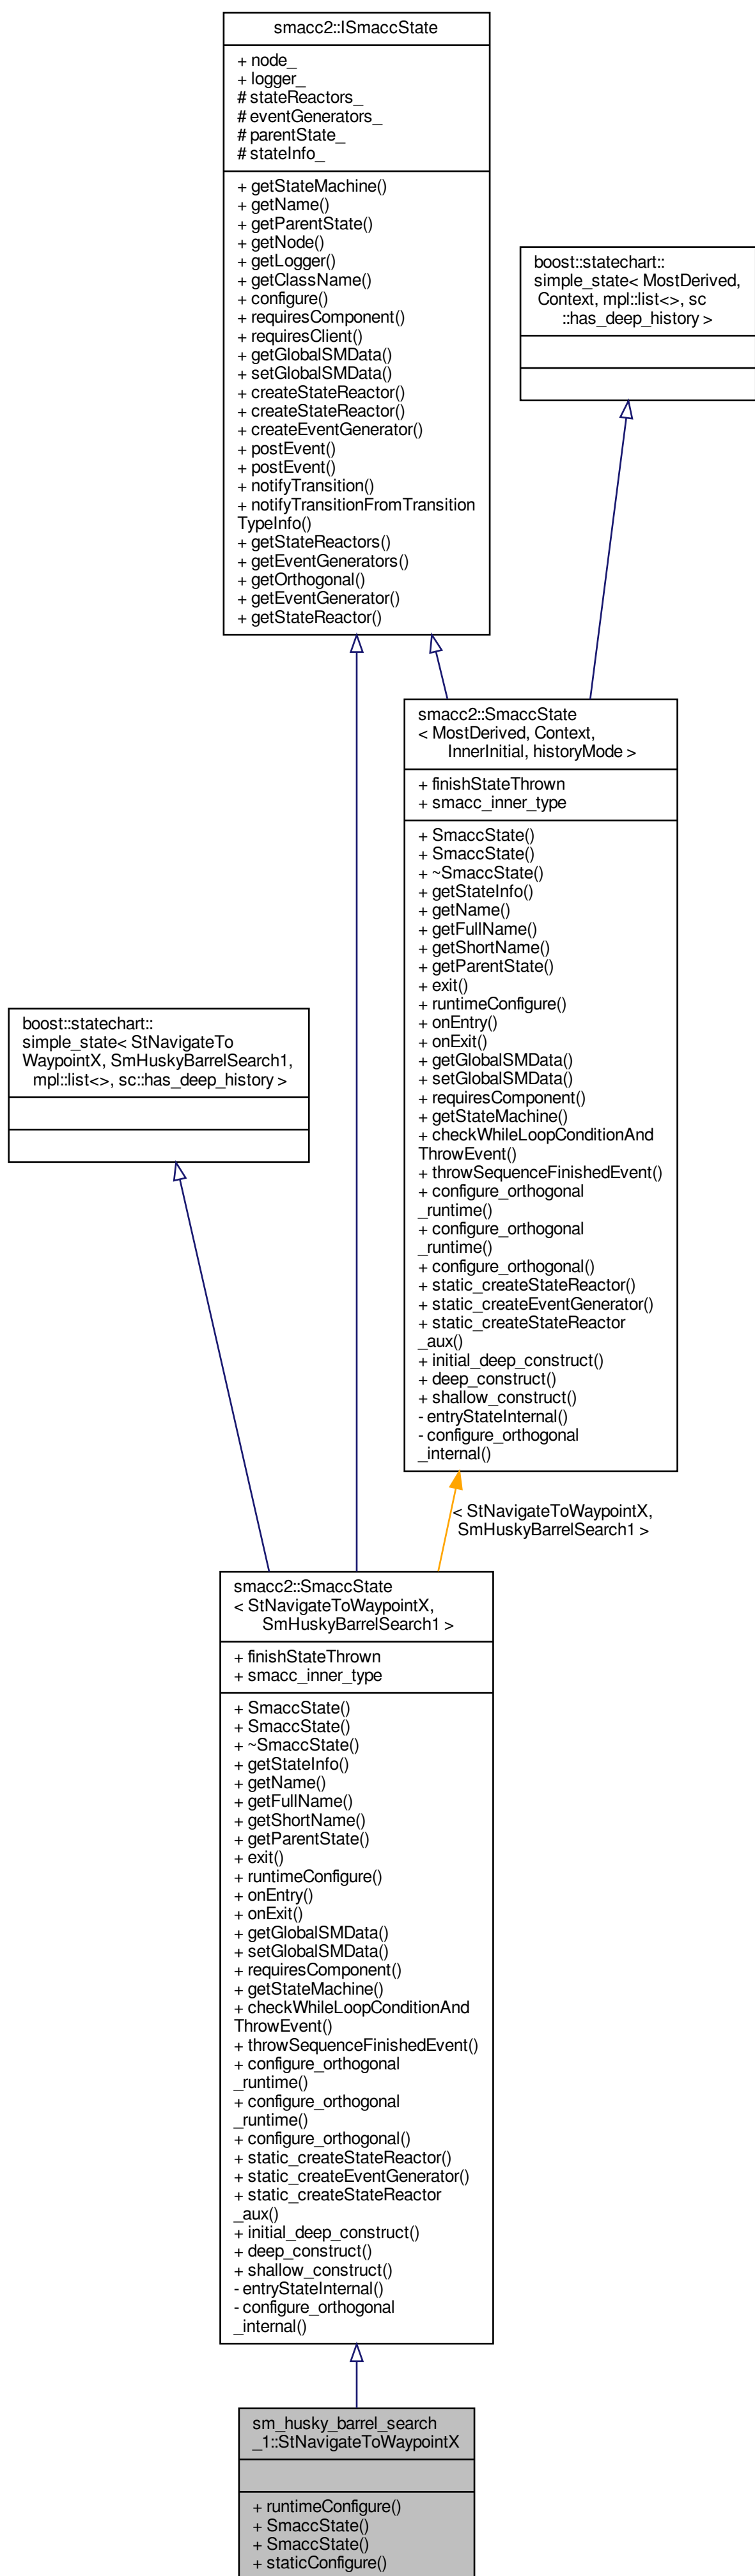 smacc2::ISmaccState
+ node_
+ logger_
# stateReactors_
# eventGenerators_
# parentState_
# stateInfo_
+ getStateMachine()
+ getName()
+ getParentState()
+ getNode()
+ getLogger()
+ getClassName()
+ configure()
+ requiresComponent()
+ requiresClient()
+ getGlobalSMData()
+ setGlobalSMData()
+ createStateReactor()
+ createStateReactor()
+ createEventGenerator()
+ postEvent()
+ postEvent()
+ notifyTransition()
+ notifyTransitionFromTransition
TypeInfo()
+ getStateReactors()
+ getEventGenerators()
+ getOrthogonal()
+ getEventGenerator()
+ getStateReactor()
boost::statechart::
simple_state< MostDerived,
Context, mpl::list<>, sc
::has_deep_history >
smacc2::SmaccState
< MostDerived, Context,
InnerInitial, historyMode >
+ finishStateThrown
+ smacc_inner_type
+ SmaccState()
+ SmaccState()
+ ~SmaccState()
+ getStateInfo()
+ getName()
+ getFullName()
+ getShortName()
+ getParentState()
+ exit()
+ runtimeConfigure()
+ onEntry()
+ onExit()
+ getGlobalSMData()
+ setGlobalSMData()
+ requiresComponent()
+ getStateMachine()
+ checkWhileLoopConditionAnd
ThrowEvent()
+ throwSequenceFinishedEvent()
+ configure_orthogonal
_runtime()
+ configure_orthogonal
_runtime()
+ configure_orthogonal()
+ static_createStateReactor()
+ static_createEventGenerator()
+ static_createStateReactor
_aux()
+ initial_deep_construct()
+ deep_construct()
+ shallow_construct()
- entryStateInternal()
- configure_orthogonal
_internal()
boost::statechart::
simple_state< StNavigateTo
WaypointX, SmHuskyBarrelSearch1,
mpl::list<>, sc::has_deep_history >
< StNavigateToWaypointX,
SmHuskyBarrelSearch1 >
smacc2::SmaccState
< StNavigateToWaypointX,
SmHuskyBarrelSearch1 >
+ finishStateThrown
+ smacc_inner_type
+ SmaccState()
+ SmaccState()
+ ~SmaccState()
+ getStateInfo()
+ getName()
+ getFullName()
+ getShortName()
+ getParentState()
+ exit()
+ runtimeConfigure()
+ onEntry()
+ onExit()
+ getGlobalSMData()
+ setGlobalSMData()
+ requiresComponent()
+ getStateMachine()
+ checkWhileLoopConditionAnd
ThrowEvent()
+ throwSequenceFinishedEvent()
+ configure_orthogonal
_runtime()
+ configure_orthogonal
_runtime()
+ configure_orthogonal()
+ static_createStateReactor()
+ static_createEventGenerator()
+ static_createStateReactor
_aux()
+ initial_deep_construct()
+ deep_construct()
+ shallow_construct()
- entryStateInternal()
- configure_orthogonal
_internal()
sm_husky_barrel_search
_1::StNavigateToWaypointX
+ runtimeConfigure()
+ SmaccState()
+ SmaccState()
+ staticConfigure()